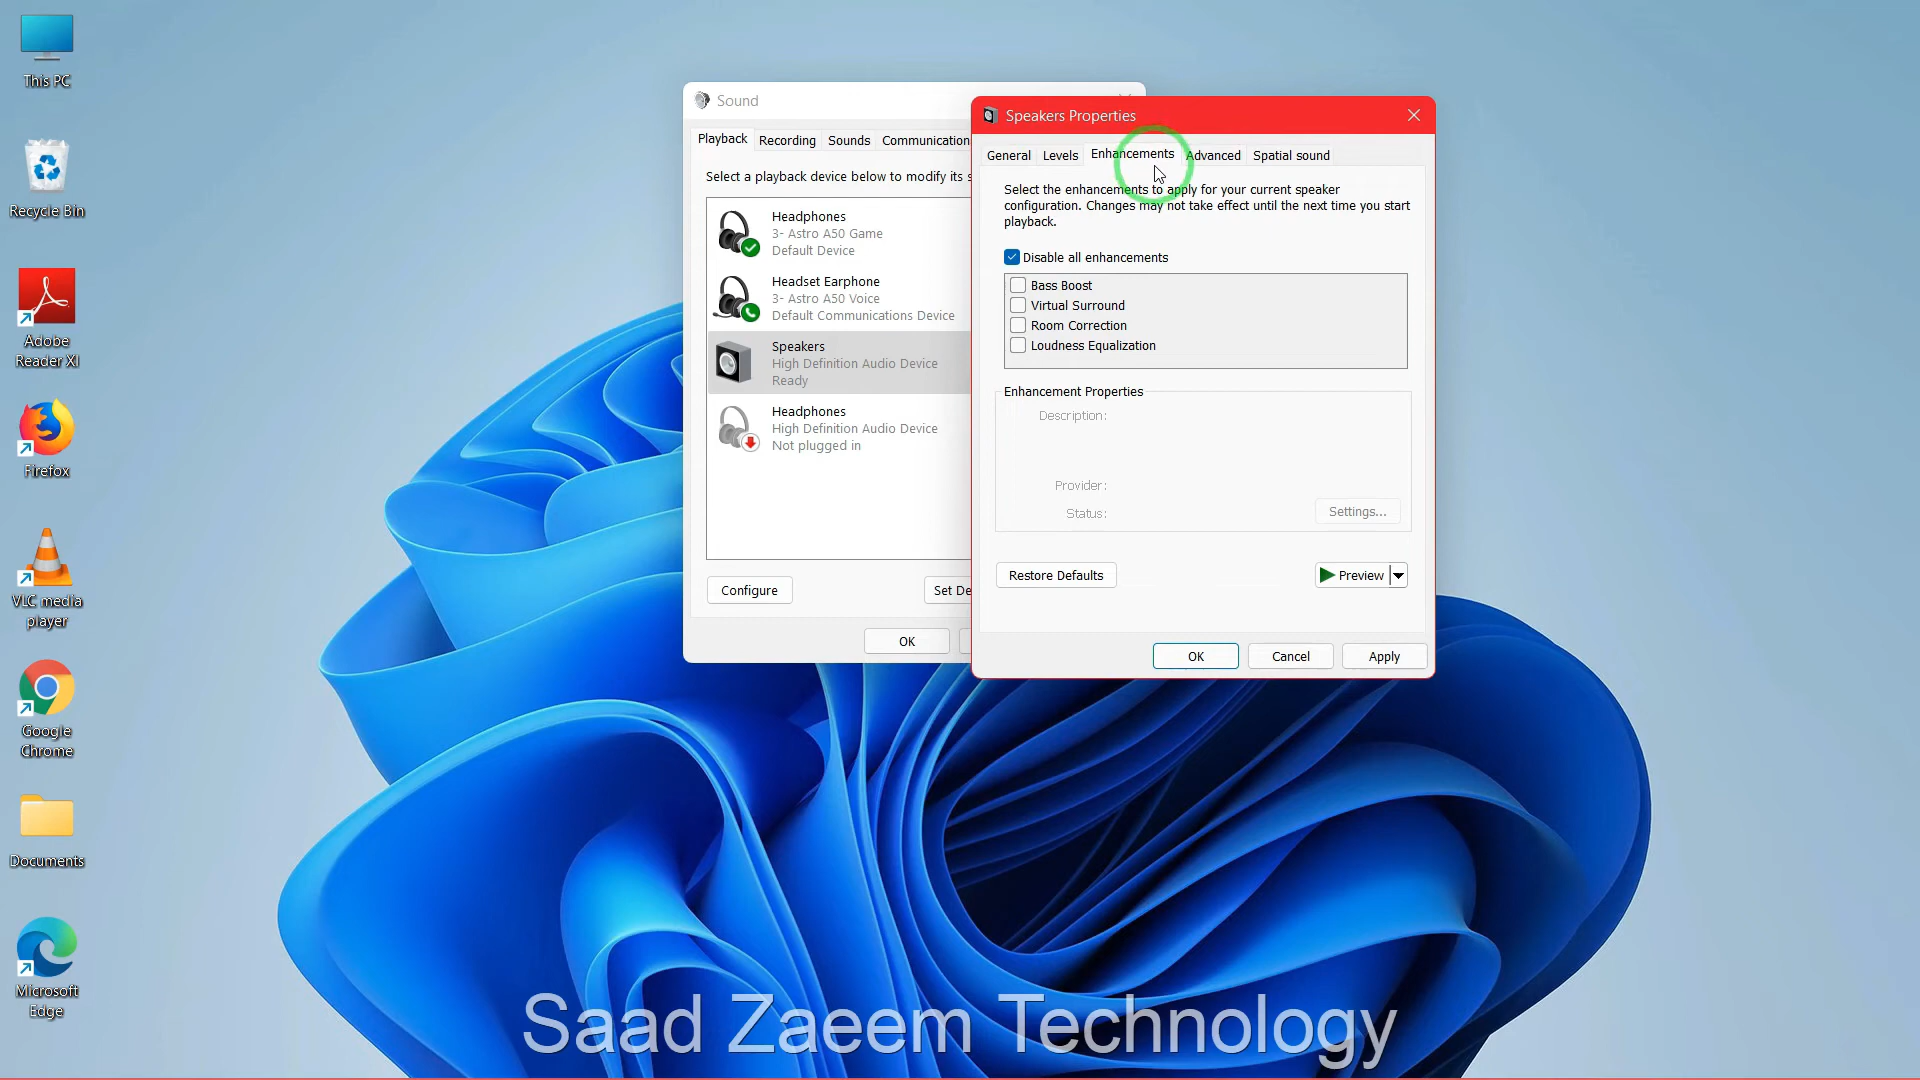 This PC
Recycle Bin
Adobe
Reader XI
Firefox
VLC media
player
Google
Chrome
Documents
Microsoft
Edge
Sound
Playback
Recording
Sounds
Communication
Select a playback device below to modify its s
Headphones
3- Astro A50 Game
Default Device
Headset Earphone
3- Astro A50 Voice
Default Communications Device
Speakers
High Definition Audio Device
Ready
Headphones
High Definition Audio Device
Not plugged in
Configure
Set De
OK
Speakers Properties
General
Levels
Enhancements
Advanced
Spatial sound
Select the enhancements to apply for your current speaker
configuration. Changes may not take effect until the next time you start
playback.
Disable all enhancements
Bass Boost
Virtual Surround
Room Correction
Loudness Equalization
Enhancement Properties
Description:
Provider:
Status:
Settings...
Restore Defaults
Preview
OK
Cancel
Apply
Saad Zaeem Technology